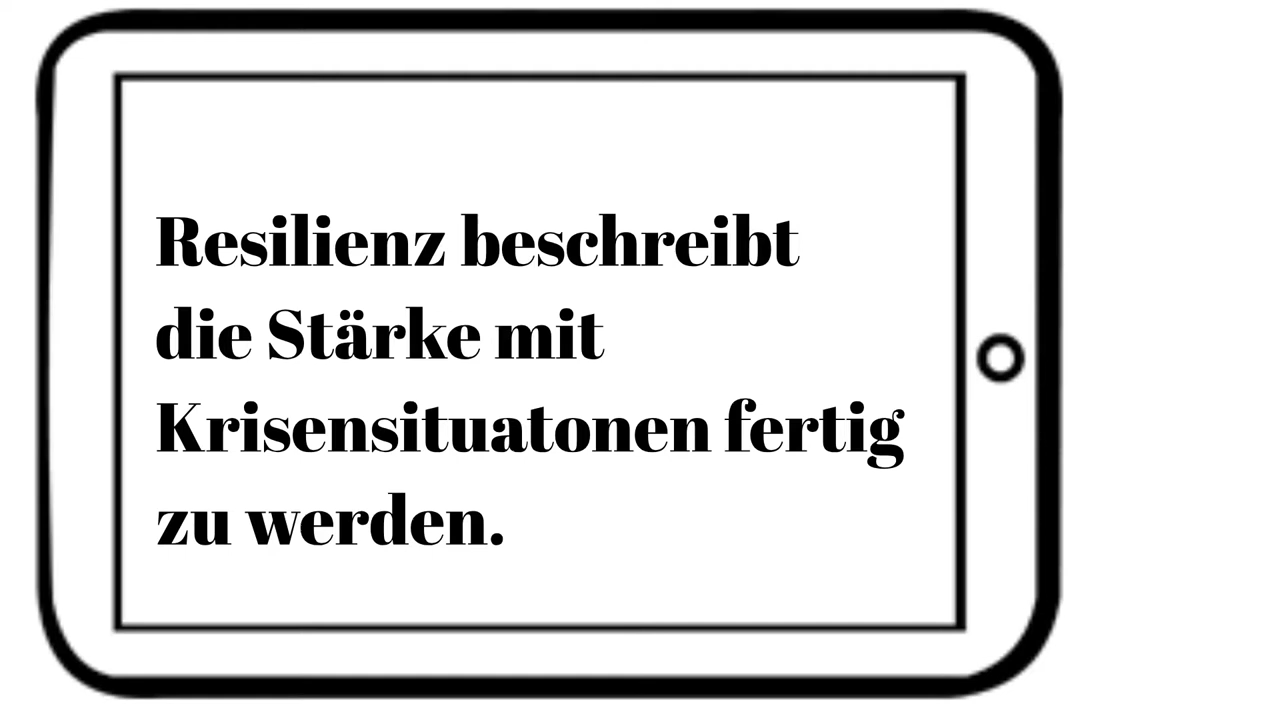 Resilienz beschreibt
die Stärke mit
Krisensituatonen fertig
zu werden.